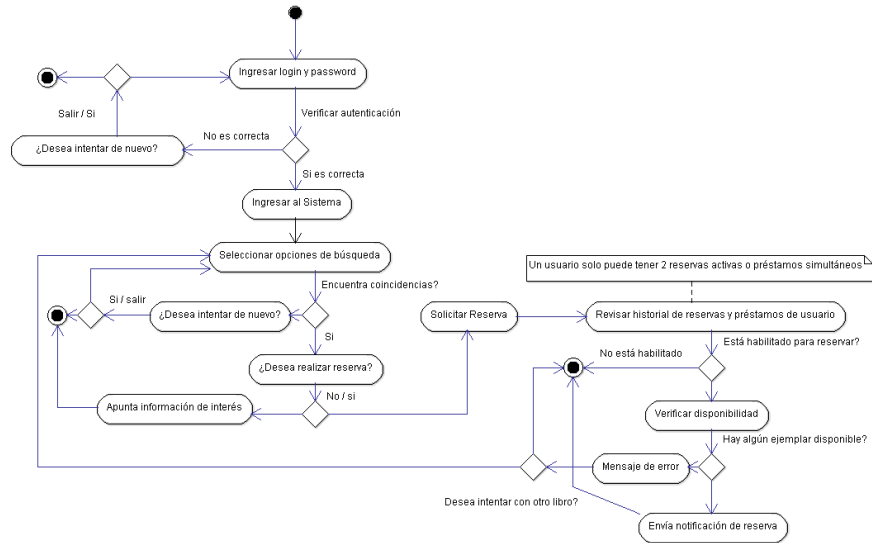 Ingresar login y password
Verificar autenticación
Salir / Si
No es correcta
¿Desea intentar de nuevo?
Si es correcta
Ingresar al Sistema
Seleccionar opciones de búsqueda
Un usuario solo puede tener 2 reservas activas o préstamos simultáneos
Encuentra coincidencias?
Si / salir
¿Desea intentar de nuevo?
Solicitar Reserva
Revisar historial de reservas y préstamos de usuario
Si
Está habilitado para reservar?
No está habilitado
¿Desea realizar reserva?
No / si
Apunta información de interés
Verificar disponibilidad
Hay algún ejemplar disponible?
Mensaje de error
Desea intentar con otro libro?
Envía notificación de reserva